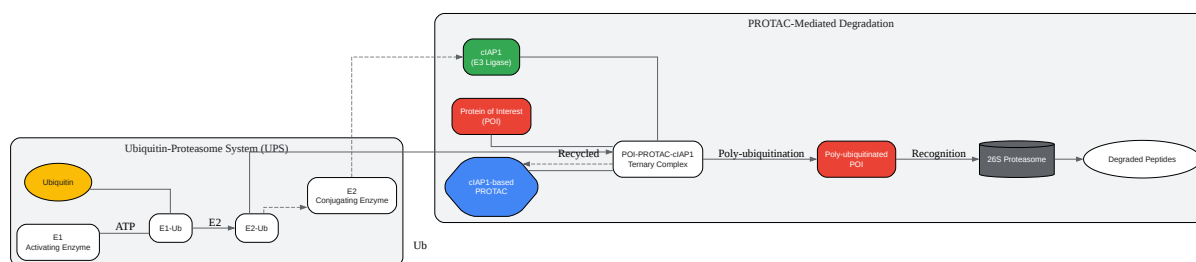 PROTAC-Mediated Degradation
cIAP1
(E3 Ligase)
Protein of Interest
(POI)
Ubiquitin-Proteasome System (UPS)
Recycled
POI-PROTAC-cIAP1
Ternary Complex
Poly-ubiquitination
Poly-ubiquitinated
POI
Recognition
26S Proteasome
Degraded Peptides
Ubiquitin
cIAP1-based
PROTAC
E2
Conjugating Enzyme
E1
Activating Enzyme
ATP
E1-Ub
E2
E2-Ub
Ub